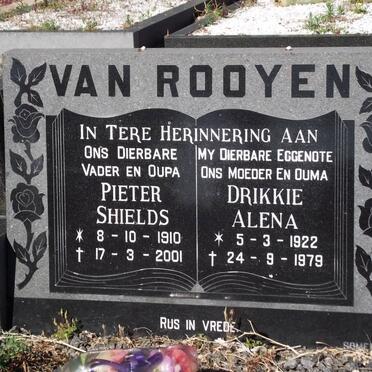 VAN ROOYEN
IN TERE HERINNERING AAN
ONS DIERBARE
VADER EN OUPA
PIETER
SHIELDS
* 8 - 10 - 1910
† 17 - 3 - 2001
MY DIERBARE EGGENOTE
ONS MOEDER EN OUMA
DRIKKIE
ALENA
* 5 - 3 - 1922
† 24 - 9 - 1979
RUS IN VREDE